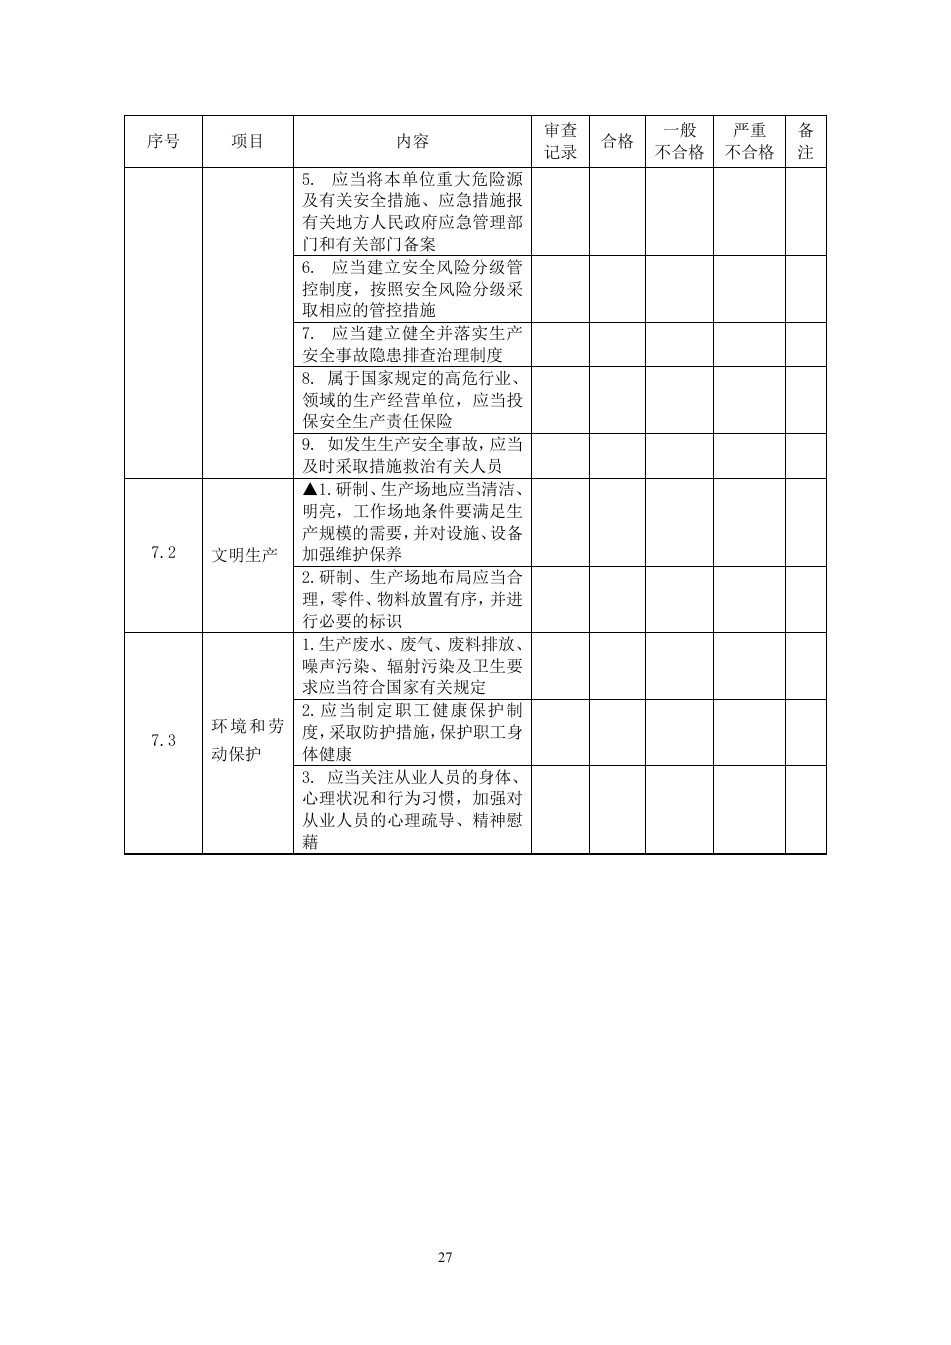 序号 项目 内容 审查记录 合格 一般不合格 严重不合格 备注
5. 应当将本单位重大危险源
及有关安全措施、应急措施报
有关地方人民政府应急管理部
门和有关部门备案
6. 应当建立安全风险分级管
控制度，按照安全风险分级采
取相应的管控措施
7. 应当建立健全并落实生产
安全事故隐患排查治理制度
8. 属于国家规定的高危行业、
领域的生产经营单位，应当投
保安全生产责任保险
9. 如发生生产安全事故，应当
及时采取措施救治有关人员
7.2 文明生产
▲1.研制、生产场地应当清洁、
明亮，工作场地条件要满足生
产规模的需要，并对设施、设备
加强维护保养
2.研制、生产场地布局应当合
理，零件、物料放置有序，并进
行必要的标识
7.3 环境和劳动保护
1.生产废水、废气、废料排放、
噪声污染、辐射污染及卫生要
求应当符合国家有关规定
2.应当制定职工健康保护制
度，采取防护措施，保护职工身
体健康
3. 应当关注从业人员的身体、
心理状况和行为习惯，加强对
从业人员的心理疏导、精神慰
藉
27